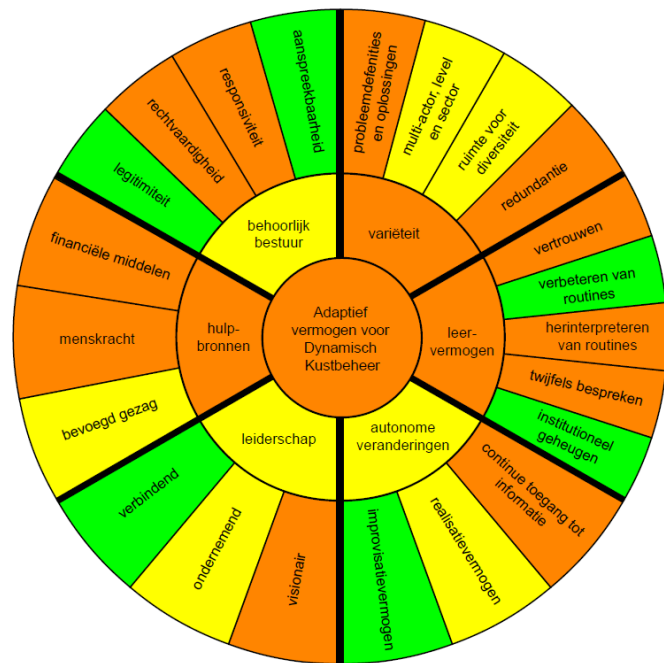 Adaptief
vermogen voor
Dynamisch
Kustbeheer
variëteit
probleemdefenities
en oplossingen
multi-actor, level
en sector
ruimte voor
diversiteit
redundantie
leer-
vermogen
vertrouwen
verbeteren van
routines
herinterpreteren
van routines
twijfels bespreken
institutioneel
geheugen
autonome
veranderingen
continue toegang tot
informatie
realisatievermogen
improvisatievermogen
leiderschap
visionair
ondernemend
verbindend
hulp-
bronnen
bevoegd gezag
menskracht
financiële middelen
behoorlijk
bestuur
legitimiteit
rechtvaardigheid
responsiviteit
aanspreekbaarheid